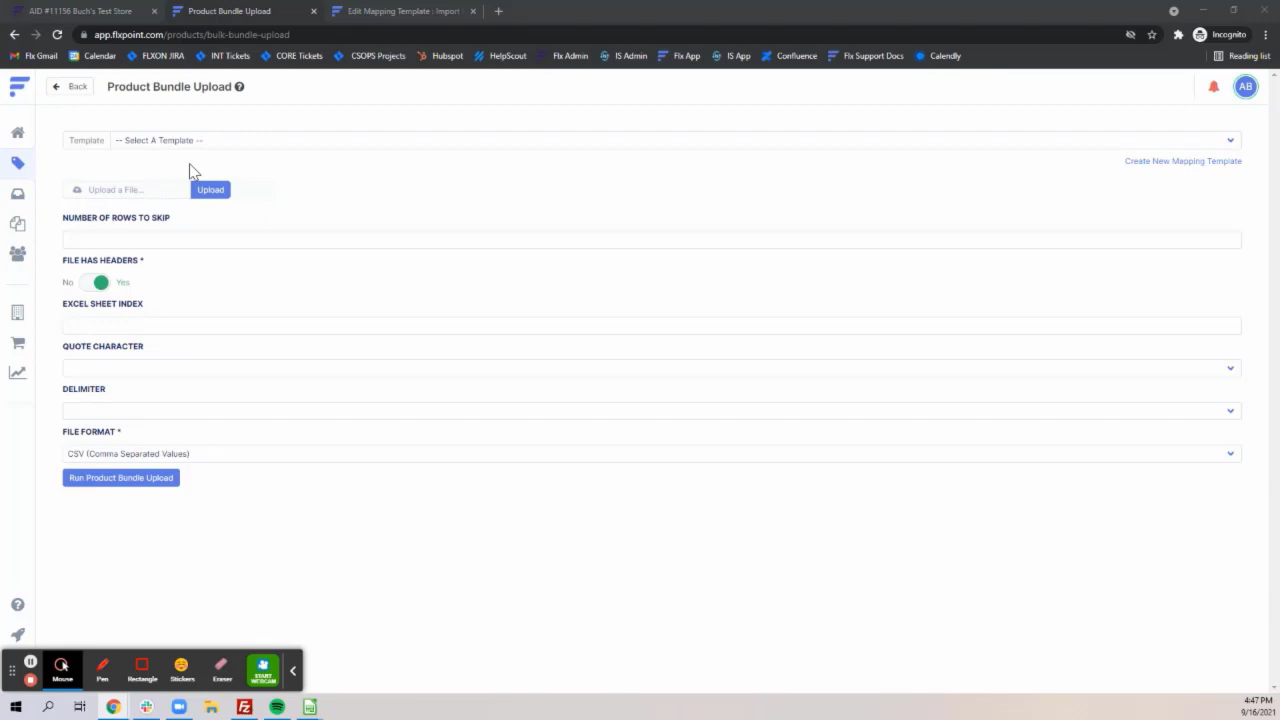 AID #11156 Buch's Test Store
Product Bundle Upload
Edit Mapping Template : Import
app.flxpoint.com/products/bulk-bundle-upload
Incognito
Flx Gmail
Calendar
FLXON JIRA
INT Tickets
CORE Tickets
CSOPS Projects
Hubspot
HelpScout
Flx Admin
IS Admin
Flx App
IS App
Confluence
Flx Support Docs
Calendly
Reading list
Back
Product Bundle Upload
AB
Template
-- Select A Template --
Create New Mapping Template
Upload a File...
Upload
NUMBER OF ROWS TO SKIP
FILE HAS HEADERS *
No
Yes
EXCEL SHEET INDEX
QUOTE CHARACTER
DELIMITER
FILE FORMAT *
CSV (Comma Separated Values)
Run Product Bundle Upload
Mouse
Pen
Rectangle
Stickers
Eraser
START WEBCAM
4:47 PM
9/16/2021